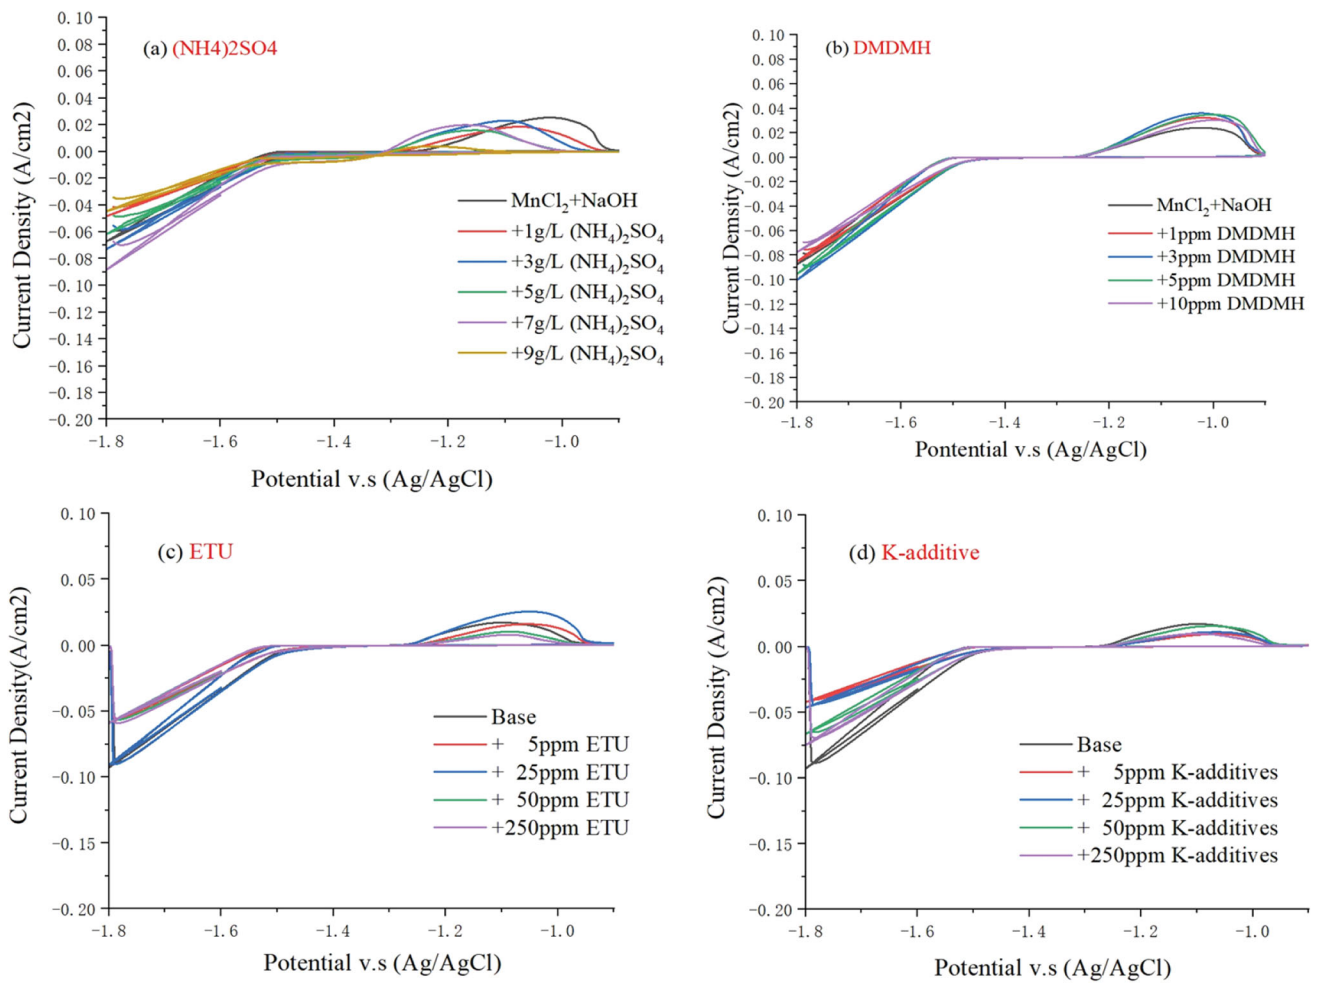 (a) (NH4)2SO4
0.10
0.08
0.06
0.04
0.02
0.00
-0.02
-0.04
-0.06
-0.08
-0.10
-0.12
-0.14
-0.16
-0.18
-0.20
Current Density (A/cm2)
MnCl₂+NaOH
+1g/L (NH₄)₂SO₄
+3g/L (NH₄)₂SO₄
+5g/L (NH₄)₂SO₄
+7g/L (NH₄)₂SO₄
+9g/L (NH₄)₂SO₄
-1.8 -1.6 -1.4 -1.2 -1.0
Potential v.s (Ag/AgCl)
(b) DMDMH
0.10
0.08
0.06
0.04
0.02
0.00
-0.02
-0.04
-0.06
-0.08
-0.10
-0.12
-0.14
-0.16
-0.18
-0.20
Current Density (A/cm2)
MnCl₂+NaOH
+1ppm DMDMH
+3ppm DMDMH
+5ppm DMDMH
+10ppm DMDMH
-1.8 -1.6 -1.4 -1.2 -1.0
Pontential v.s (Ag/AgCl)
(c) ETU
0.10
0.05
0.00
-0.05
-0.10
-0.15
-0.20
Current Density(A/cm2)
Base
+ 5ppm ETU
+ 25ppm ETU
+ 50ppm ETU
+250ppm ETU
-1.8 -1.6 -1.4 -1.2 -1.0
Potential v.s (Ag/AgCl)
(d) K-additive
0.10
0.05
0.00
-0.05
-0.10
-0.15
-0.20
Current Density (A/cm2)
Base
+ 5ppm K-additives
+ 25ppm K-additives
+ 50ppm K-additives
+250ppm K-additives
-1.8 -1.6 -1.4 -1.2 -1.0
Potential v.s (Ag/AgCl)